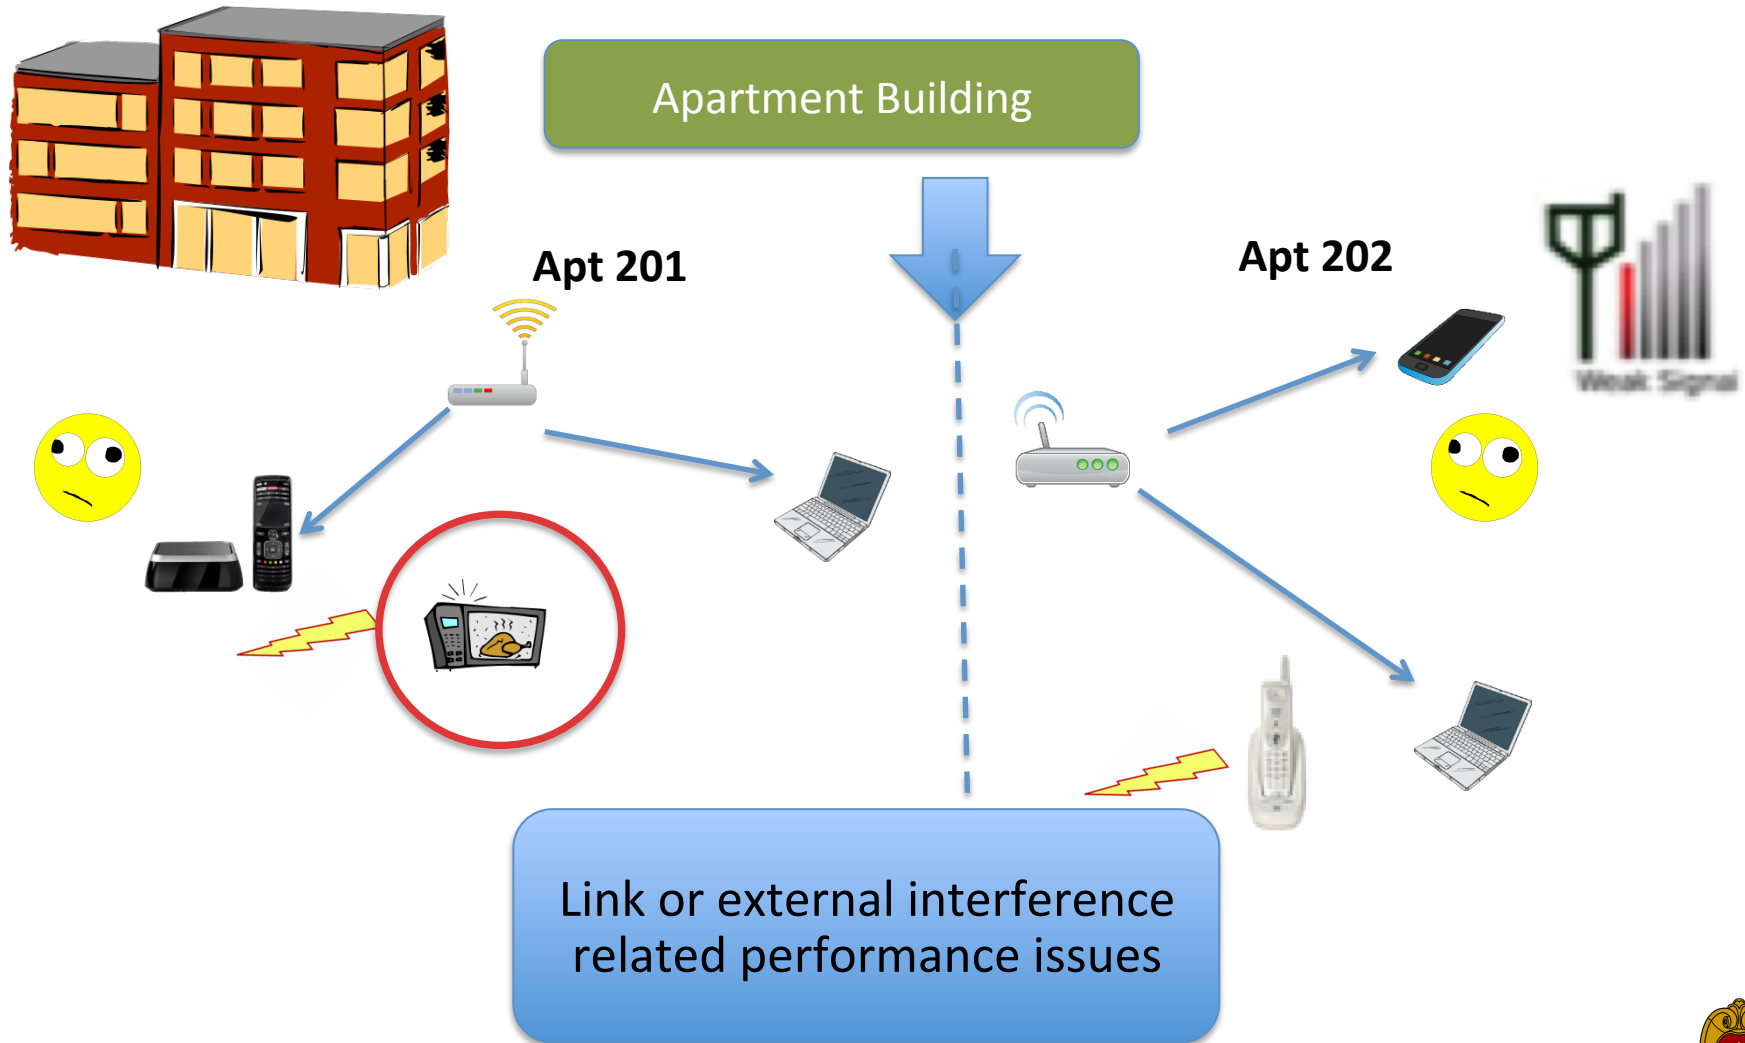 Apartment Building
Apt 201
Apt 202
Weak Signal
Link or external interference
related performance issues